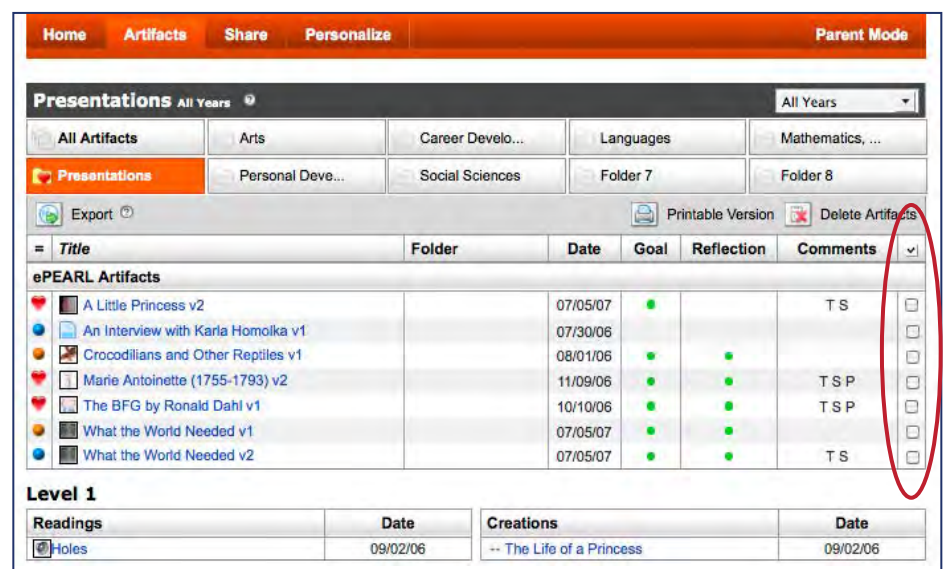 Home Artifacts Share Personalize Parent Mode
Presentations All Years ? All Years
All Artifacts Arts Career Develo... Languages Mathematics, ...
Presentations Personal Deve... Social Sciences Folder 7 Folder 8
Export ? Printable Version Delete Artifacts
= Title Folder Date Goal Reflection Comments
ePEARL Artifacts
A Little Princess v2 07/05/07 T S
An Interview with Karla Homolka v1 07/30/06
Crocodilians and Other Reptiles v1 08/01/06
Marie Antoinette (1755-1793) v2 11/09/06 T S P
The BFG by Ronald Dahl v1 10/10/06 T S P
What the World Needed v1 07/05/07
What the World Needed v2 07/05/07 T S
Level 1
Readings Date Creations Date
Holes 09/02/06 -- The Life of a Princess 09/02/06